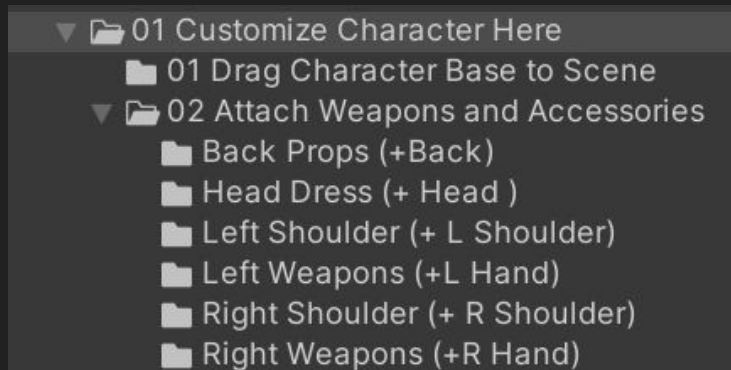 01 Customize Character Here
01 Drag Character Base to Scene
02 Attach Weapons and Accessories
Back Props (+Back)
Head Dress (+ Head )
Left Shoulder (+ L Shoulder)
Left Weapons (+L Hand)
Right Shoulder (+ R Shoulder)
Right Weapons (+R Hand)